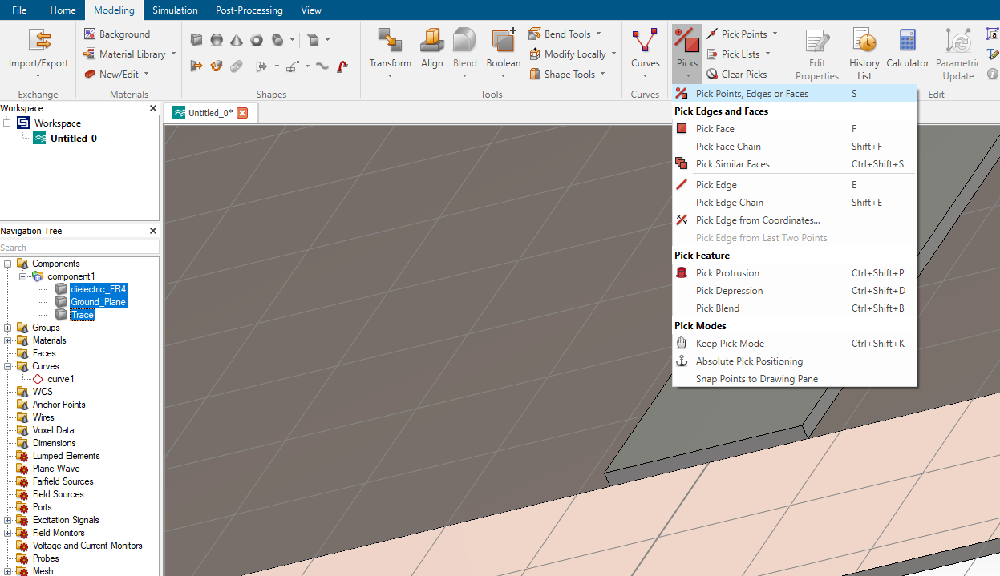 File Home Modeling Simulation Post-Processing View
Import/Export
Exchange
Background
Material Library
New/Edit
Materials
Shapes
Transform
Align
Blend
Boolean
Bend Tools
Modify Locally
Shape Tools
Tools
Curves
Curves
Picks
Pick Points
Pick Lists
Clear Picks
Edit
Properties
History
List
Calculator
Parametric
Update
Edit
Pick Points, Edges or Faces S
Pick Edges and Faces
Pick Face F
Pick Face Chain Shift+F
Pick Similar Faces Ctrl+Shift+S
Pick Edge E
Pick Edge Chain Shift+E
Pick Edge from Coordinates...
Pick Edge from Last Two Points
Pick Feature
Pick Protrusion Ctrl+Shift+P
Pick Depression Ctrl+Shift+D
Pick Blend Ctrl+Shift+B
Pick Modes
Keep Pick Mode Ctrl+Shift+K
Absolute Pick Positioning
Snap Points to Drawing Pane
Workspace
Workspace
Untitled_0
Untitled_0*
Navigation Tree
Search
Components
component1
dielectric_FR4
Ground_Plane
Trace
Groups
Materials
Faces
Curves
curve1
WCS
Anchor Points
Wires
Voxel Data
Dimensions
Lumped Elements
Plane Wave
Farfield Sources
Field Sources
Ports
Excitation Signals
Field Monitors
Voltage and Current Monitors
Probes
Mesh